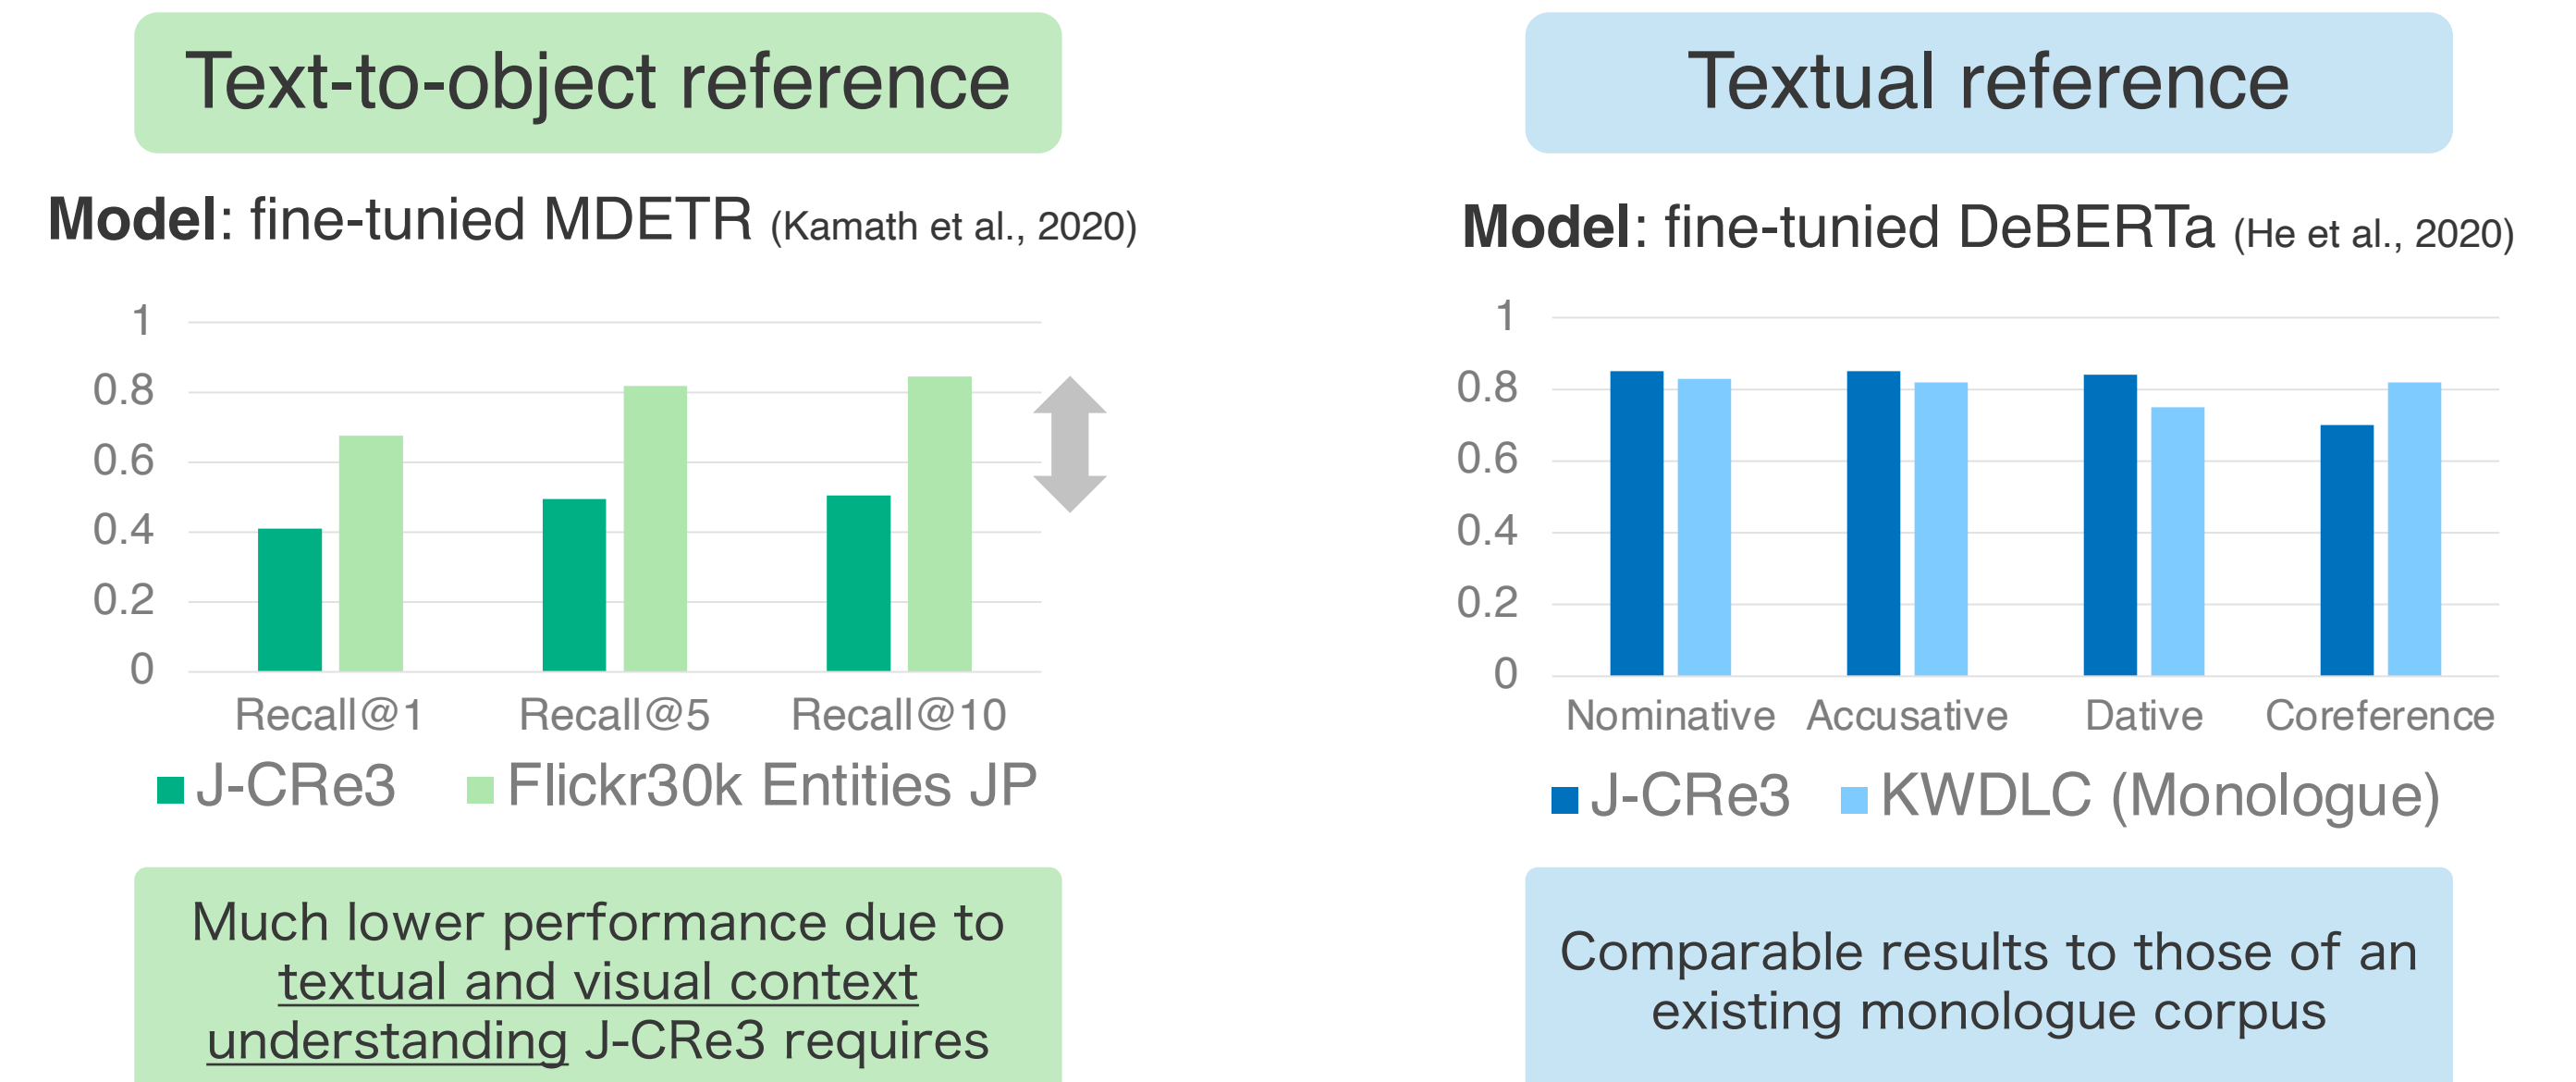 Text-to-object reference
Model: fine-tunied MDETR (Kamath et al., 2020)
1
0.8
0.6
0.4
0.2
0
Recall@1 Recall@5 Recall@10
J-CRe3 Flickr30k Entities JP
Much lower performance due to
textual and visual context
understanding J-CRe3 requires
Textual reference
Model: fine-tunied DeBERTa (He et al., 2020)
1
0.8
0.6
0.4
0.2
0
Nominative Accusative Dative Coreference
J-CRe3 KWDLC (Monologue)
Comparable results to those of an
existing monologue corpus